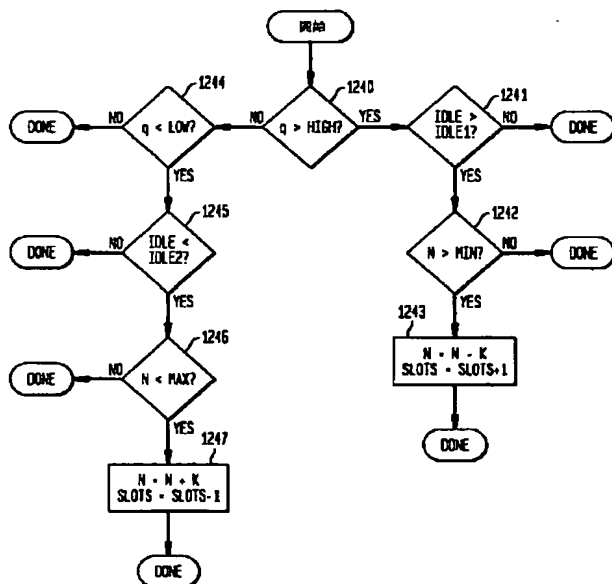 開始
1244
1240
1241
DONE
NO
q < LOW?
NO
q > HIGH?
YES
IDLE >
IDLE1?
NO
DONE
YES
YES
1245
1242
DONE
NO
IDLE <
IDLE2?
N > MIN?
NO
DONE
YES
YES
1246
1243
DONE
NO
N < MAX?
N = N - K
SLOTS = SLOTS+1
YES
1247
DONE
N = N + K
SLOTS = SLOTS-1
DONE